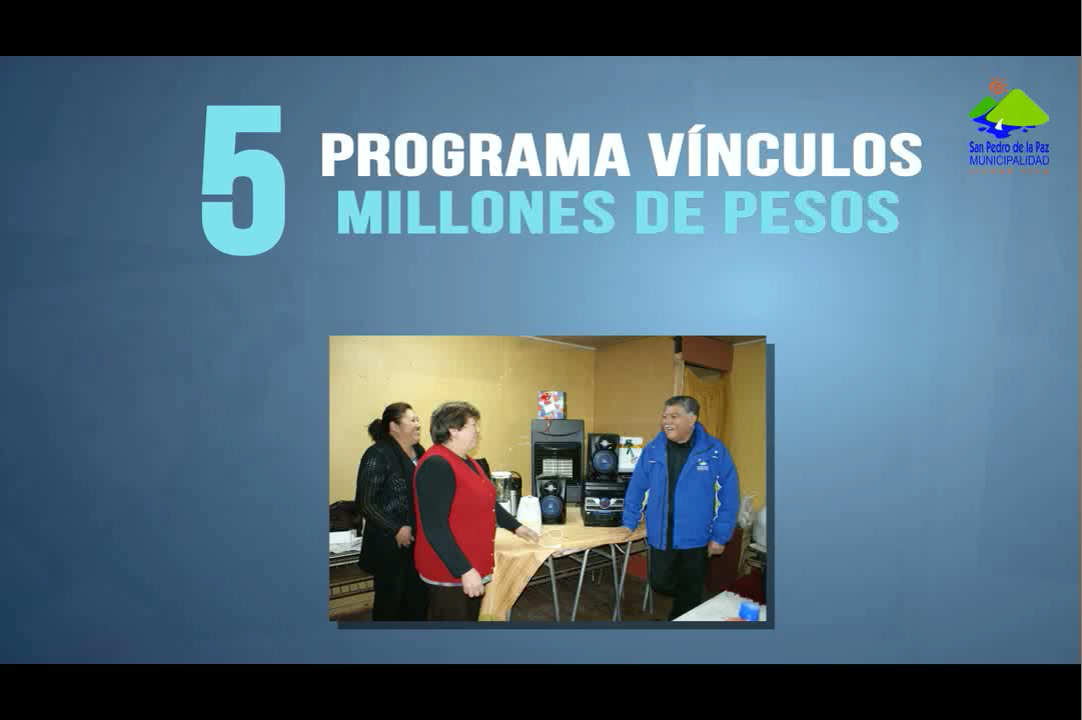 5
PROGRAMA VÍNCULOS
MILLONES DE PESOS
San Pedro de la Paz
MUNICIPALIDAD